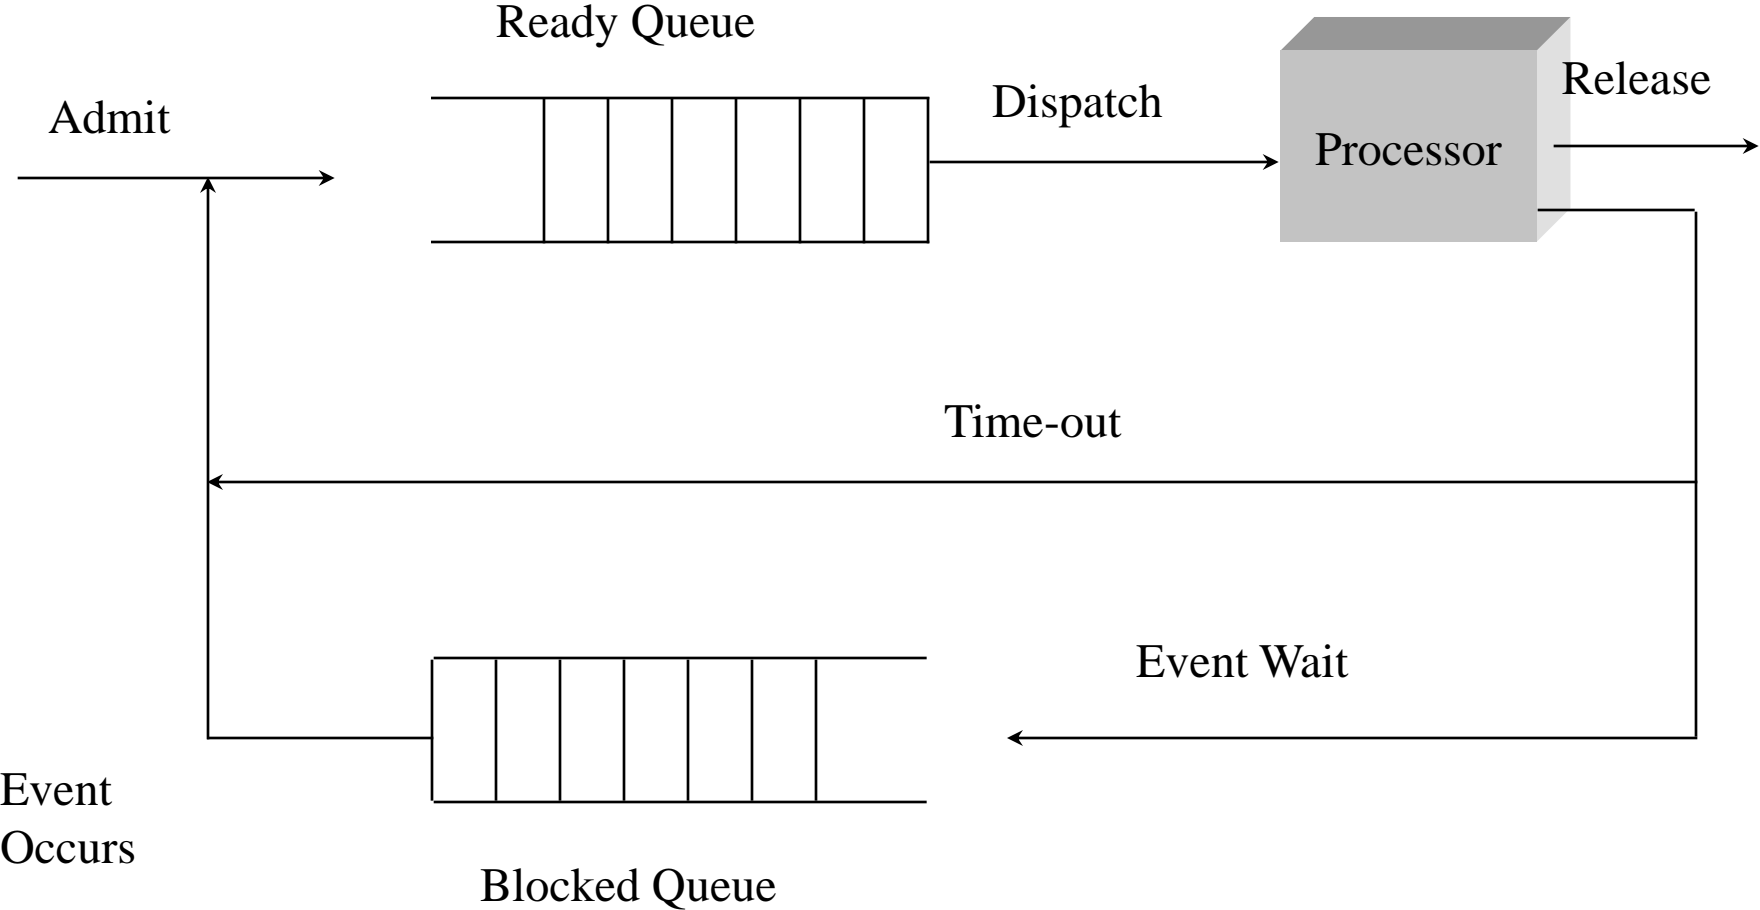 Ready Queue
Admit
Dispatch
Processor
Release
Time-out
Event Wait
Event
Occurs
Blocked Queue